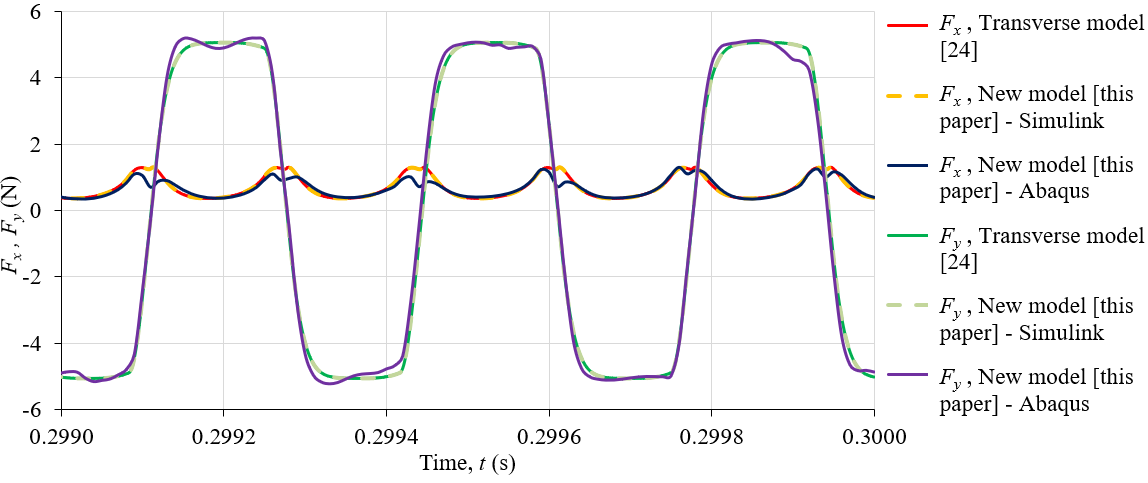 6
4
2
0
-2
-4
-6
Fx , Fy (N)
0.2990
0.2992
0.2994
0.2996
0.2998
0.3000
Time, t (s)
Fx , Transverse model
[24]
Fx , New model [this
paper] - Simulink
Fx , New model [this
paper] - Abaqus
Fy , Transverse model
[24]
Fy , New model [this
paper] - Simulink
Fy , New model [this
paper] - Abaqus